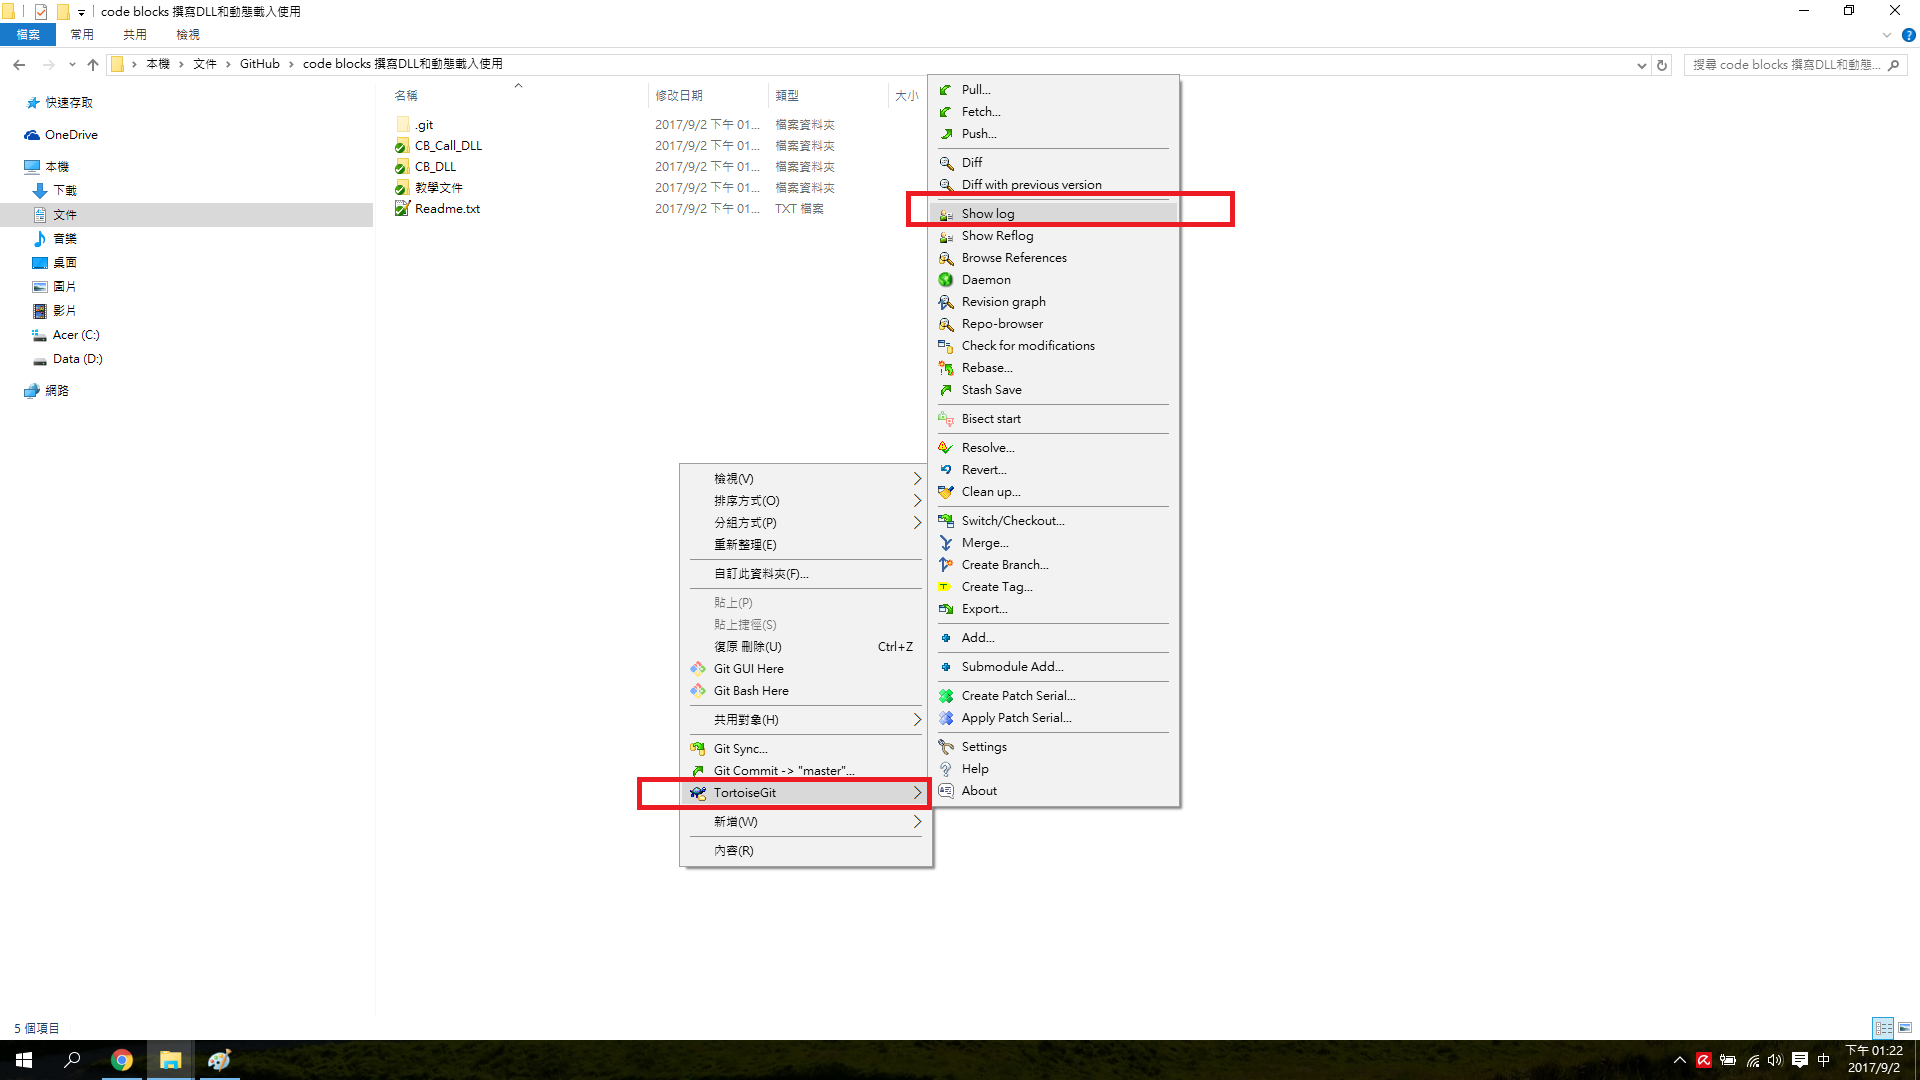 code blocks 撰寫DLL和動態載入使用
檔案 常用 共用 檢視
本機 文件 GitHub code blocks 撰寫DLL和動態載入使用
搜尋 code blocks 撰寫DLL和動態...
快速存取
OneDrive
本機
下載
文件
音樂
桌面
圖片
影片
Acer (C:)
Data (D:)
網路
名稱 修改日期 類型 大小
.git 2017/9/2 下午 01... 檔案資料夾
CB_Call_DLL 2017/9/2 下午 01... 檔案資料夾
CB_DLL 2017/9/2 下午 01... 檔案資料夾
教學文件 2017/9/2 下午 01... 檔案資料夾
Readme.txt 2017/9/2 下午 01... TXT 檔案
檢視(V)
排序方式(O)
分組方式(P)
重新整理(E)
自訂此資料夾(F)...
貼上(P)
貼上捷徑(S)
復原 刪除(U) Ctrl+Z
Git GUI Here
Git Bash Here
共用對象(H)
Git Sync...
Git Commit -> "master"...
TortoiseGit
新增(W)
內容(R)
Pull...
Fetch...
Push...
Diff
Diff with previous version
Show log
Show Reflog
Browse References
Daemon
Revision graph
Repo-browser
Check for modifications
Rebase...
Stash Save
Bisect start
Resolve...
Revert...
Clean up...
Switch/Checkout...
Merge...
Create Branch...
Create Tag...
Export...
Add...
Submodule Add...
Create Patch Serial...
Apply Patch Serial...
Settings
Help
About
5 個項目
中
下午 01:22
2017/9/2